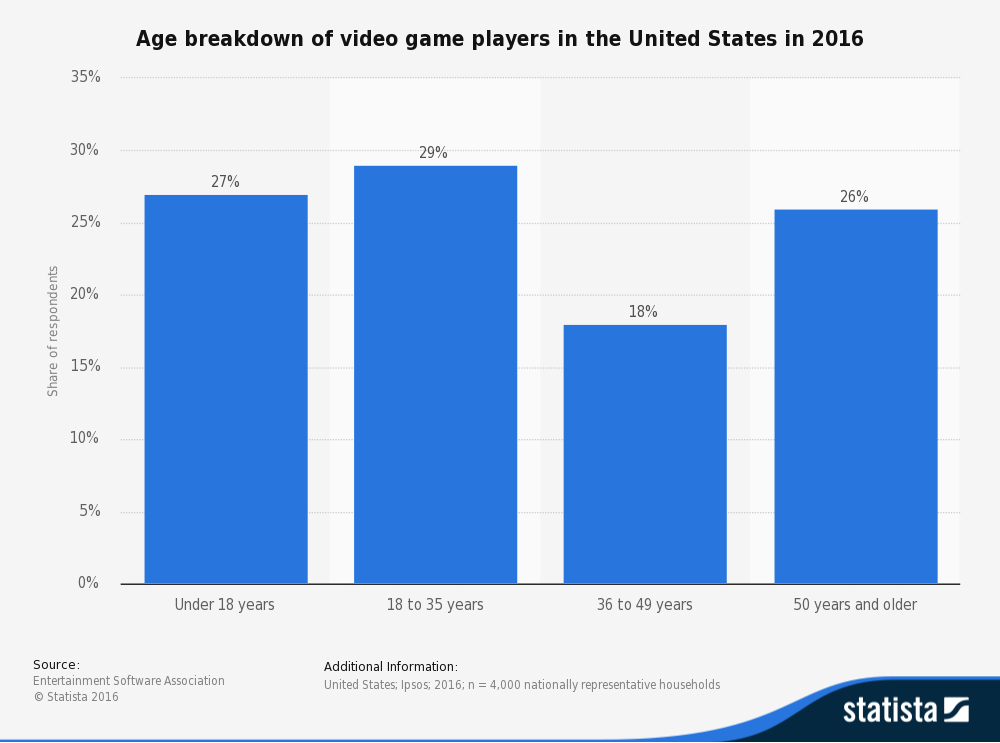 Age breakdown of video game players in the United States in 2016
35%
30%
25%
20%
15%
10%
5%
0%
Share of respondents
27%
29%
18%
26%
Under 18 years
18 to 35 years
36 to 49 years
50 years and older
Source:
Entertainment Software Association
© Statista 2016
Additional Information:
United States; Ipsos; 2016; n = 4,000 nationally representative households
statista